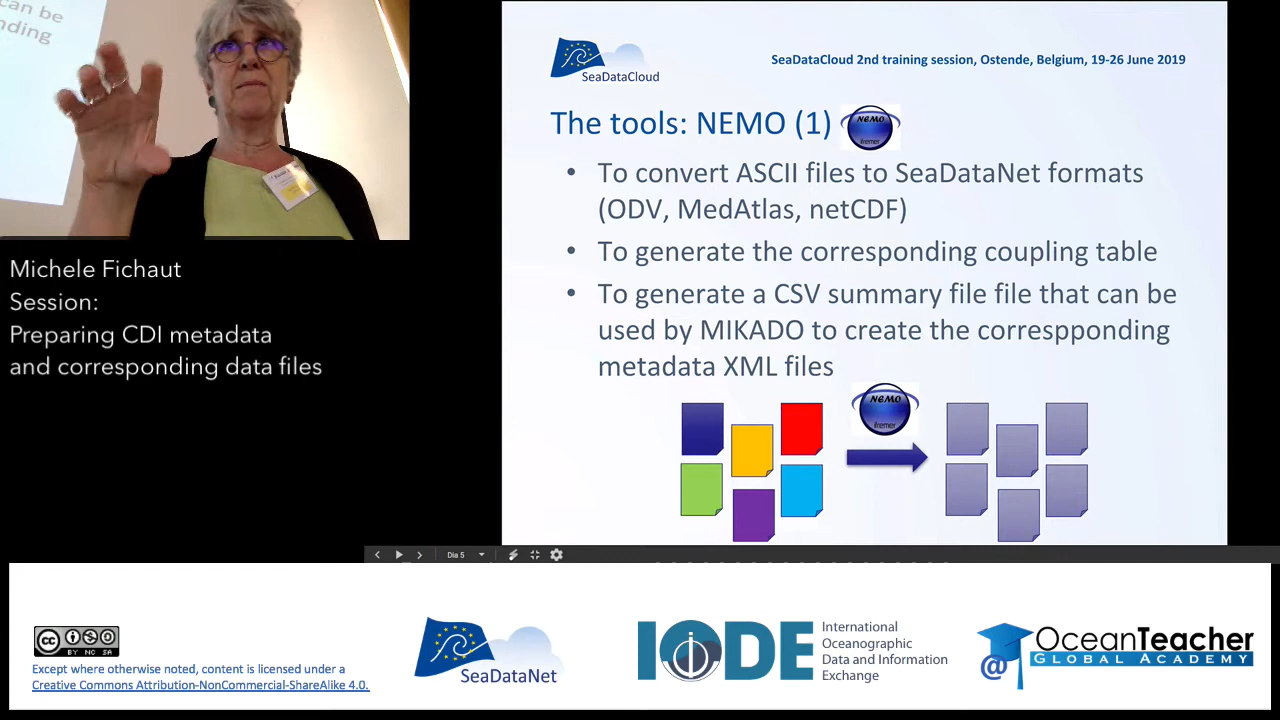 can be
nding
Michele Fichaut
Session:
Preparing CDI metadata
and corresponding data files
SeaDataCloud
SeaDataCloud 2nd training session, Ostende, Belgium, 19-26 June 2019
The tools: NEMO (1)
NEMO
Ifremer
• To convert ASCII files to SeaDataNet formats
(ODV, MedAtlas, netCDF)
• To generate the corresponding coupling table
• To generate a CSV summary file file that can be
used by MIKADO to create the correspponding
metadata XML files
NEMO
Ifremer
Dia 5
cc
BY NC SA
Except where otherwise noted, content is licensed under a
Creative Commons Attribution-NonCommercial-ShareAlike 4.0.
SeaDataNet
IODE
International
Oceanographic
Data and Information
Exchange
@
OceanTeacher
GLOBAL ACADEMY